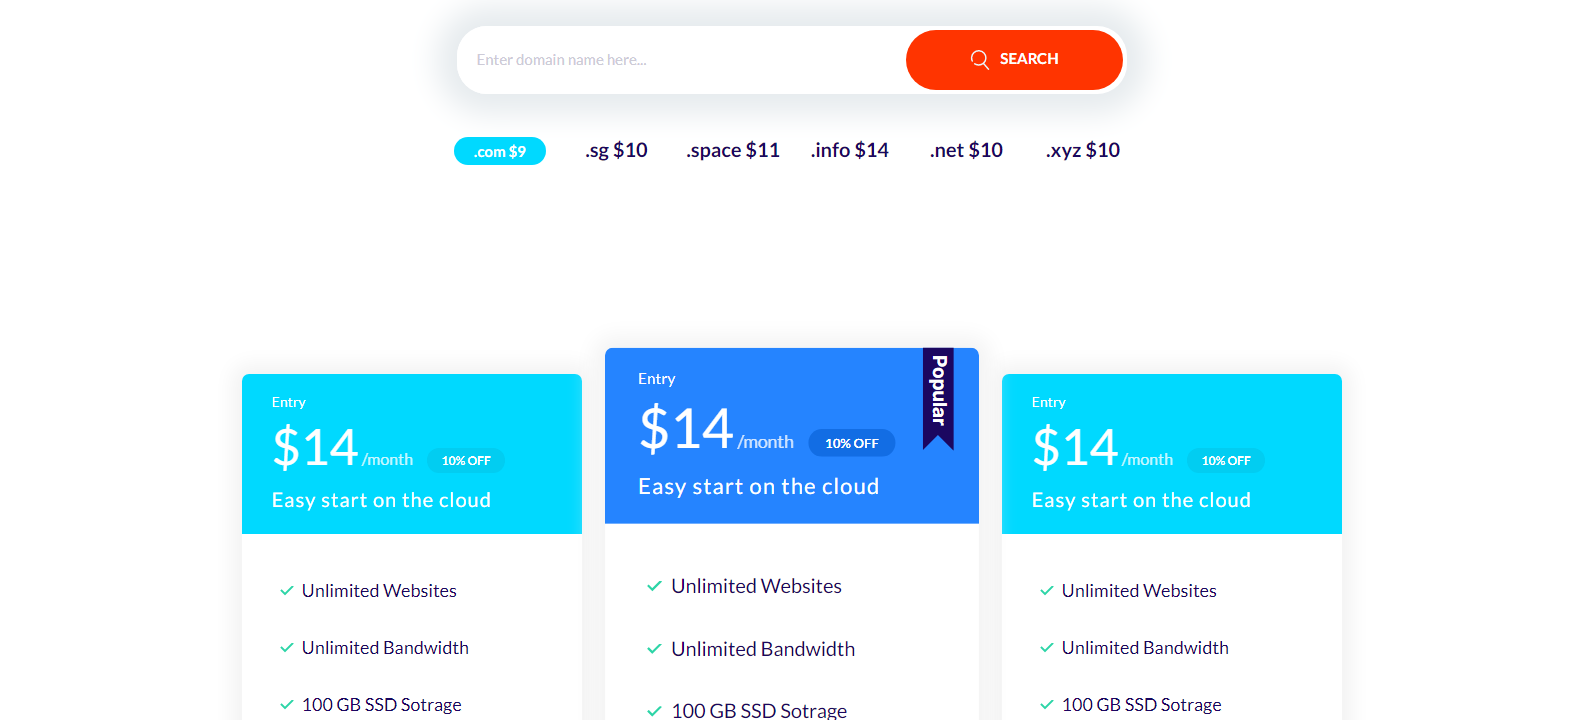 Enter domain name here...
SEARCH
.com $9
.sg $10
.space $11
.info $14
.net $10
.xyz $10
Entry
$14 /month 10% OFF
Easy start on the cloud
Unlimited Websites
Unlimited Bandwidth
100 GB SSD Sotrage
Popular
Entry
$14 /month 10% OFF
Easy start on the cloud
Unlimited Websites
Unlimited Bandwidth
100 GB SSD Sotrage
Entry
$14 /month 10% OFF
Easy start on the cloud
Unlimited Websites
Unlimited Bandwidth
100 GB SSD Sotrage